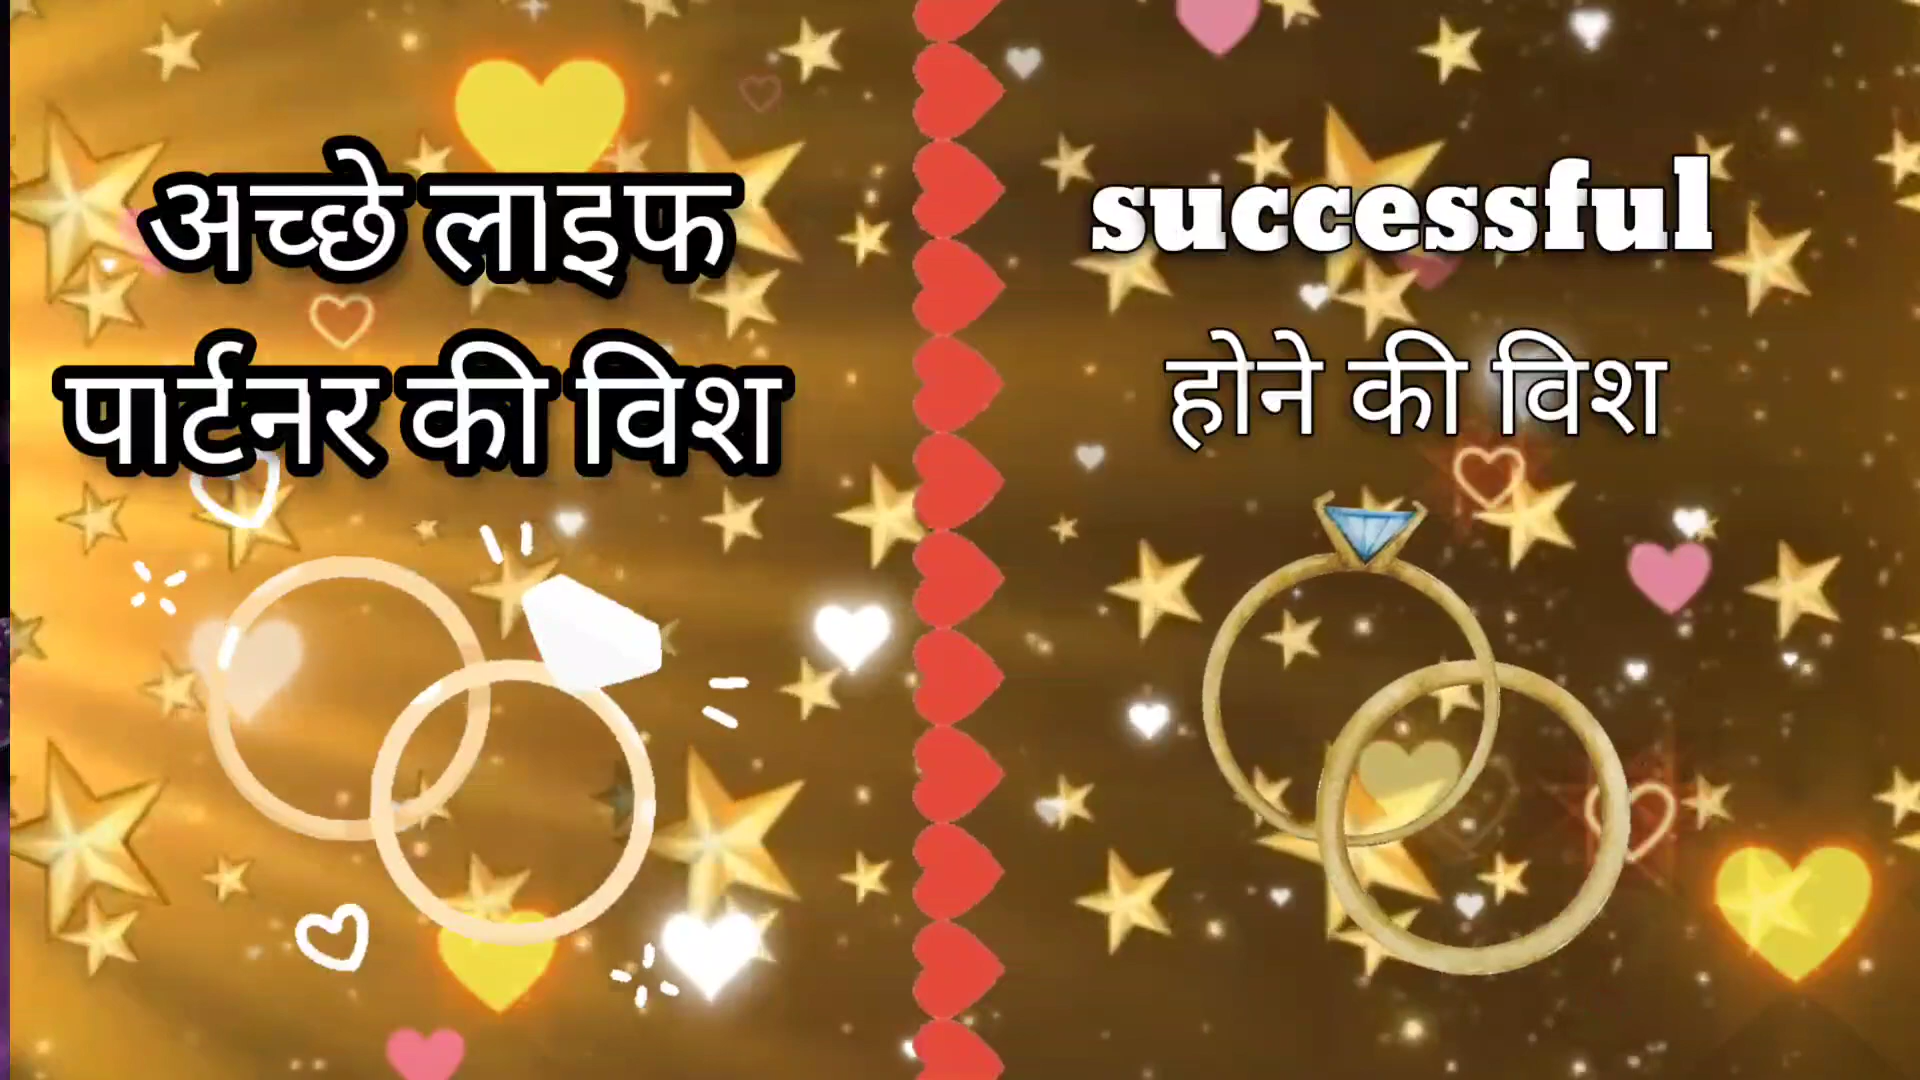 अच्छे लाइफ
पार्टनर की विश
successful
होने की विश